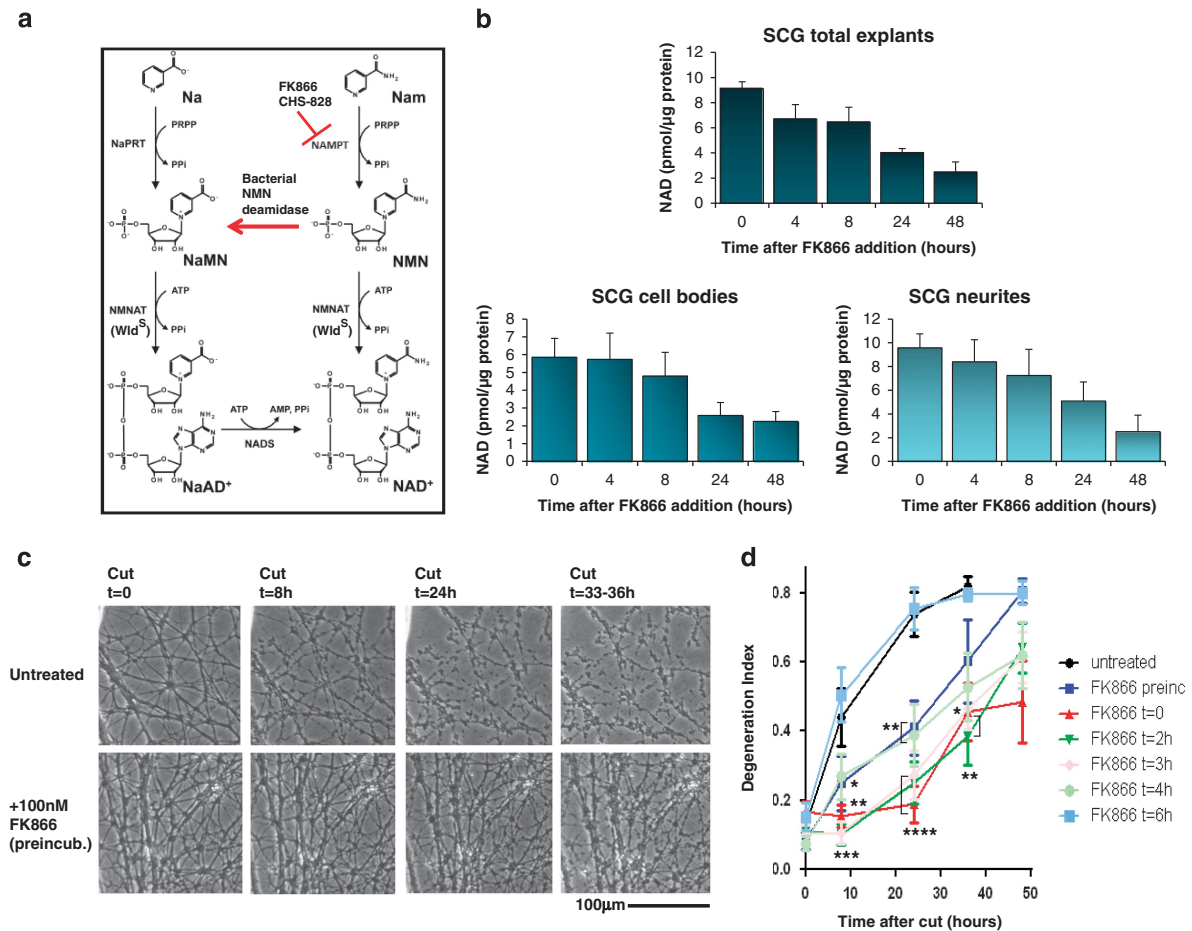 a
Na
Nam
FK866
CHS-828
NaPRT
PRPP
PPi
NAMPT
PRPP
PPi
Bacterial
NMN
deamidase
NaMN
NMN
NMNAT
(Wld^S)
ATP
PPi
NMNAT
(Wld^S)
ATP
PPi
ATP
AMP, PPi
NADS
NaAD⁺
NAD⁺
b
SCG total explants
NAD (pmol/µg protein)
12
10
8
6
4
2
0
0 4 8 24 48
Time after FK866 addition (hours)
SCG cell bodies
NAD (pmol/µg protein)
8
7
6
5
4
3
2
1
0
0 4 8 24 48
Time after FK866 addition (hours)
SCG neurites
NAD (pmol/µg protein)
12
10
8
6
4
2
0
0 4 8 24 48
Time after FK866 addition (hours)
c
Cut
t=0
Cut
t=8h
Cut
t=24h
Cut
t=33-36h
Untreated
+100nM
FK866
(preincub.)
100µm
d
Degeneration Index
0.8
0.6
0.4
0.2
0.0
0 10 20 30 40 50
Time after cut (hours)
**
*
*
**
**
***
****
untreated
FK866 preinc
FK866 t=0
FK866 t=2h
FK866 t=3h
FK866 t=4h
FK866 t=6h